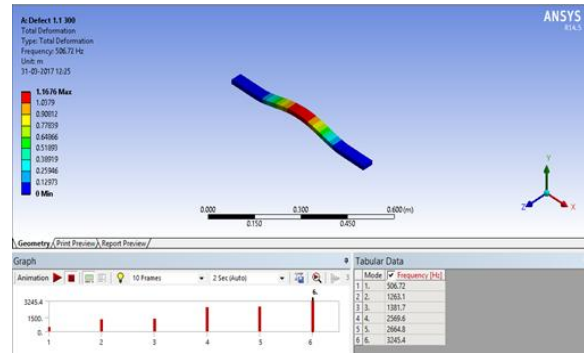 A: Defect 1.1 300
Total Deformation
Type: Total Deformation
Frequency: 506.72 Hz
Unit: m
31-03-2017 12:25
1.1676 Max
1.0379
0.90812
0.77839
0.64866
0.51893
0.38919
0.25946
0.12973
0 Min
ANSYS
R14.5
0.000 0.300 0.600 (m)
0.150 0.450
Y
Z X
Geometry Print Preview Report Preview
Graph
Animation 10 Frames 2 Sec (Auto)
6.
3245.4
1500.
0.
1 2 3 4 5 6
Tabular Data
Mode Frequency [Hz]
1 1. 506.72
2 2. 1263.1
3 3. 1381.7
4 4. 2569.6
5 5. 2664.8
6 6. 3245.4